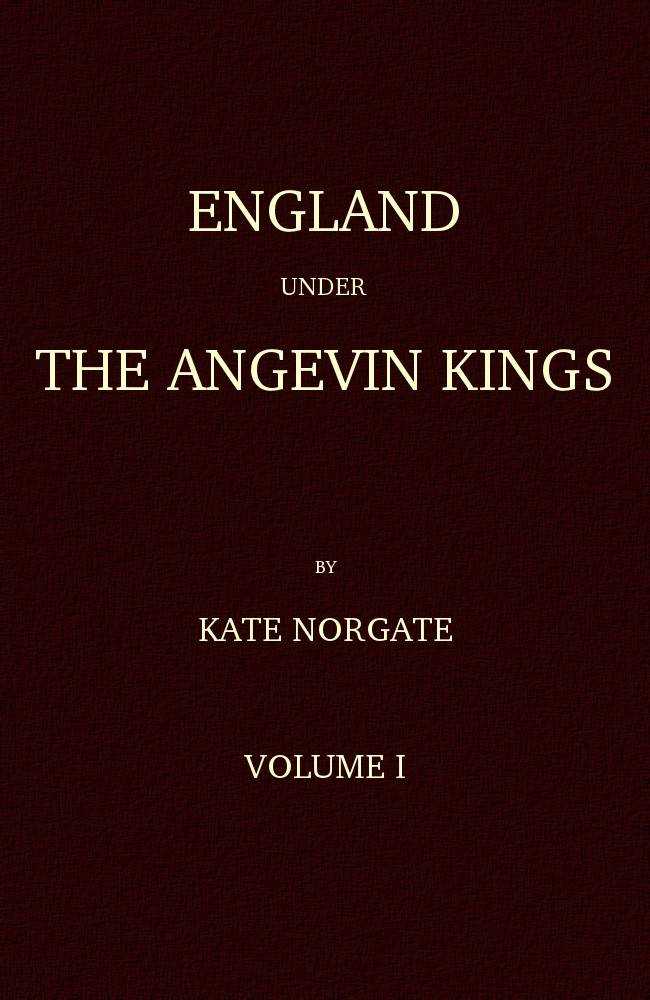 ENGLAND
UNDER
THE ANGEVIN KINGS
BY
KATE NORGATE
VOLUME I